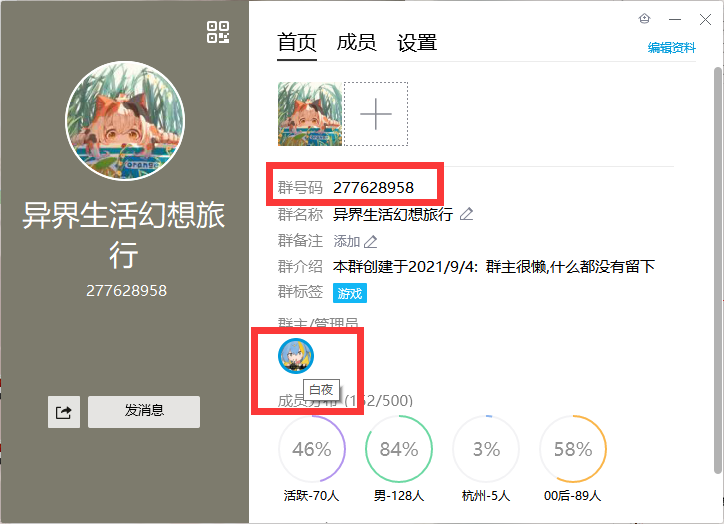 首页 成员 设置
编辑资料
orange
orange
异界生活幻想旅
行
277628958
发消息
群号码 277628958
群名称 异界生活幻想旅行
群备注 添加
群介绍 本群创建于2021/9/4: 群主很懒,什么都没有留下
群标签 游戏
群主/管理员
白夜
成员分布 (152/500)
46% 84% 3% 58%
活跃-70人 男-128人 杭州-5人 00后-89人